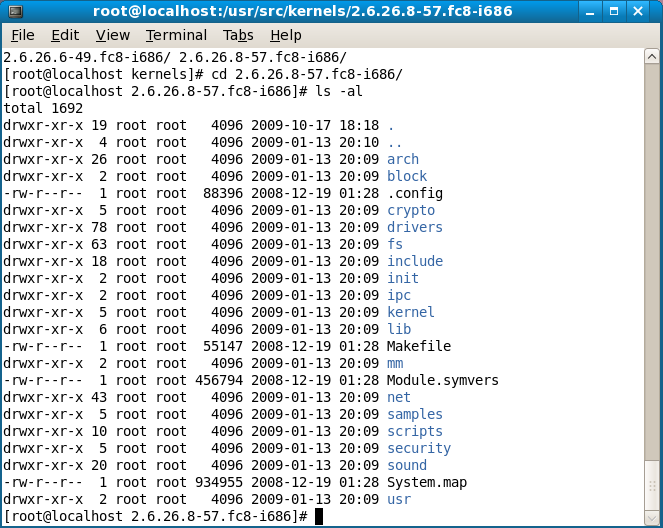 root@localhost:/usr/src/kernels/2.6.26.8-57.fc8-i686
File Edit View Terminal Tabs Help
2.6.26.6-49.fc8-i686/ 2.6.26.8-57.fc8-i686/
[root@localhost kernels]# cd 2.6.26.8-57.fc8-i686/
[root@localhost 2.6.26.8-57.fc8-i686]# ls -al
total 1692
drwxr-xr-x 19 root root   4096 2009-10-17 18:18 .
drwxr-xr-x  4 root root   4096 2009-01-13 20:10 ..
drwxr-xr-x 26 root root   4096 2009-01-13 20:09 arch
drwxr-xr-x  2 root root   4096 2009-01-13 20:09 block
-rw-r--r--  1 root root  88396 2008-12-19 01:28 .config
drwxr-xr-x  5 root root   4096 2009-01-13 20:09 crypto
drwxr-xr-x 78 root root   4096 2009-01-13 20:09 drivers
drwxr-xr-x 63 root root   4096 2009-01-13 20:09 fs
drwxr-xr-x 18 root root   4096 2009-01-13 20:09 include
drwxr-xr-x  2 root root   4096 2009-01-13 20:09 init
drwxr-xr-x  2 root root   4096 2009-01-13 20:09 ipc
drwxr-xr-x  5 root root   4096 2009-01-13 20:09 kernel
drwxr-xr-x  6 root root   4096 2009-01-13 20:09 lib
-rw-r--r--  1 root root  55147 2008-12-19 01:28 Makefile
drwxr-xr-x  2 root root   4096 2009-01-13 20:09 mm
-rw-r--r--  1 root root 456794 2008-12-19 01:28 Module.symvers
drwxr-xr-x 43 root root   4096 2009-01-13 20:09 net
drwxr-xr-x  5 root root   4096 2009-01-13 20:09 samples
drwxr-xr-x 10 root root   4096 2009-01-13 20:09 scripts
drwxr-xr-x  5 root root   4096 2009-01-13 20:09 security
drwxr-xr-x 20 root root   4096 2009-01-13 20:09 sound
-rw-r--r--  1 root root 934955 2008-12-19 01:28 System.map
drwxr-xr-x  2 root root   4096 2009-01-13 20:09 usr
[root@localhost 2.6.26.8-57.fc8-i686]#